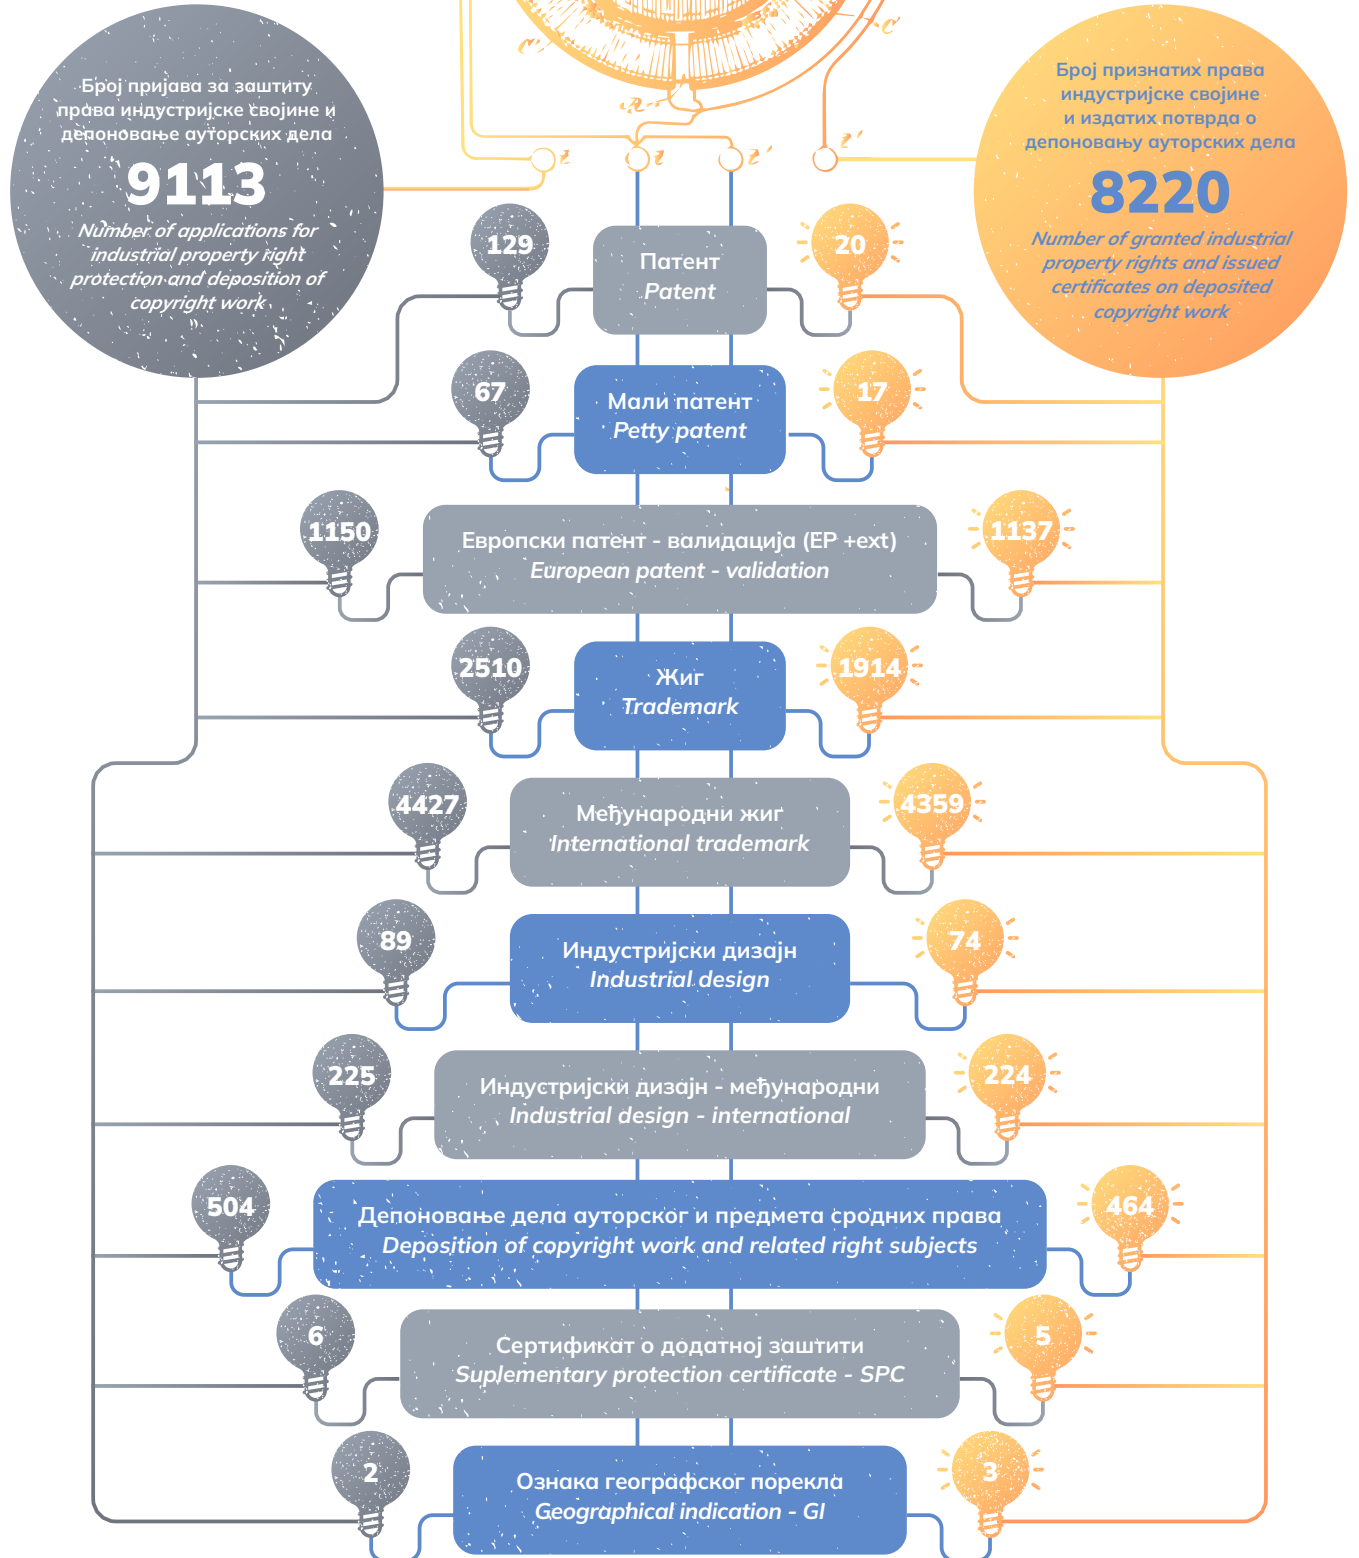 Број пријава за заштиту
права индустријске својине и
депоновање ауторских дела
9113
Number of applications for
industrial property right
protection and deposition of
copyright work
Број признатих права
индустријске својине
и издатих потврда о
депоновању ауторских дела
8220
Number of granted industrial
property rights and issued
certificates on deposited
copyright work
129
Патент
Patent
20
67
Мали патент
Petty patent
17
1150
Европски патент - валидација (EP +ext)
European patent - validation
1137
2510
Жиг
Trademark
1914
4427
Међународни жиг
International trademark
4359
89
Индустријски дизајн
Industrial design
74
225
Индустријски дизајн - међународни
Industrial design - international
224
504
Депоновање дела ауторског и предмета сродних права
Deposition of copyright work and related right subjects
464
6
Сертификат о додатној заштити
Suplementary protection certificate - SPC
5
2
Ознака географског порекла
Geographical indication - GI
3